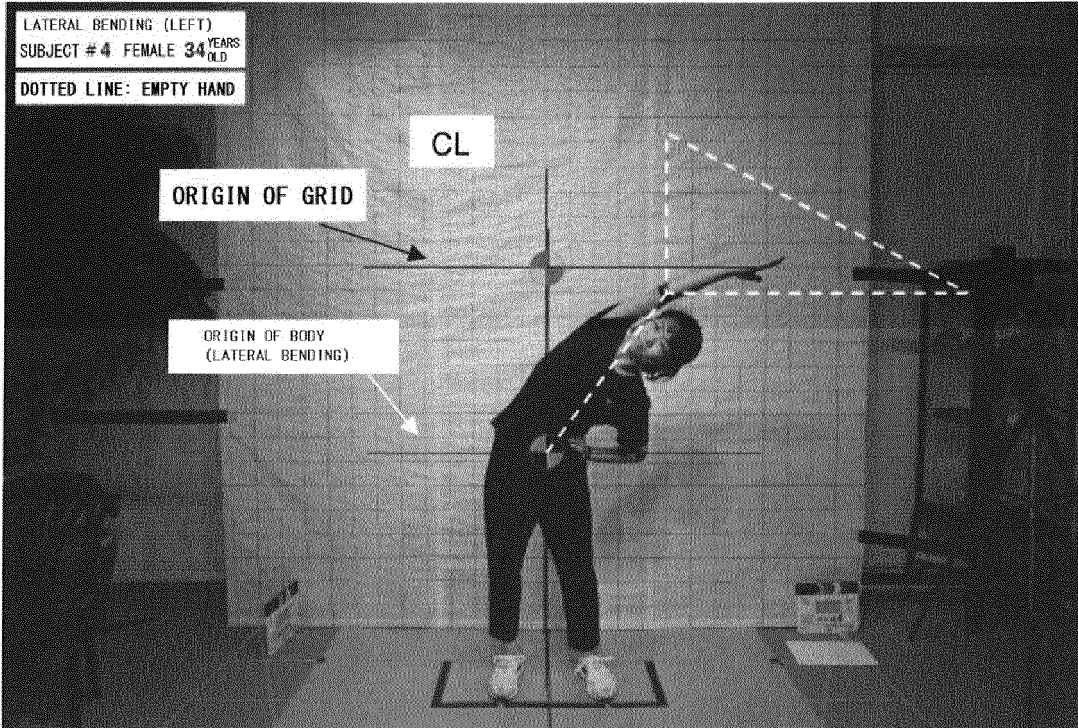 LATERAL BENDING (LEFT)
SUBJECT #4 FEMALE 34 YEARS OLD
DOTTED LINE: EMPTY HAND
CL
ORIGIN OF GRID
ORIGIN OF BODY
(LATERAL BENDING)